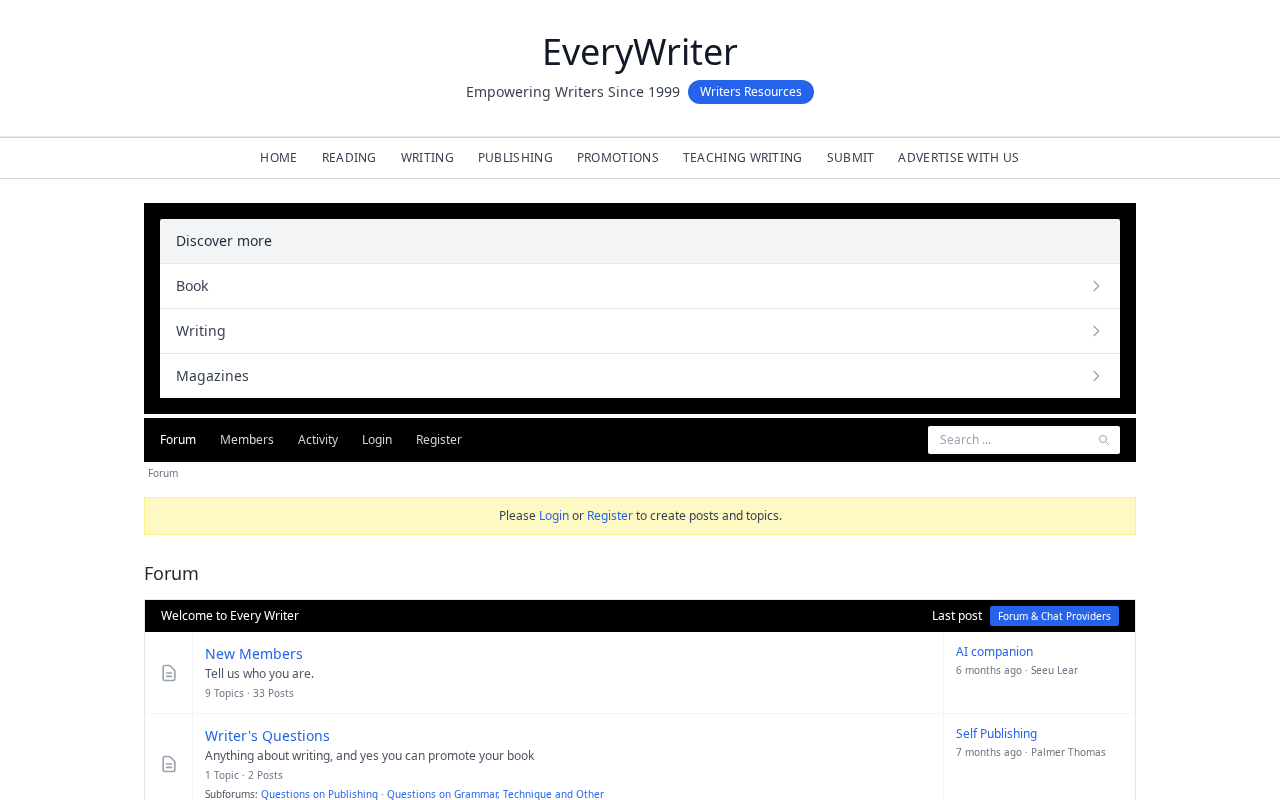 EveryWriter
Empowering Writers Since 1999 Writers Resources
HOME READING WRITING PUBLISHING PROMOTIONS TEACHING WRITING SUBMIT ADVERTISE WITH US
Discover more
Book
Writing
Magazines
Forum Members Activity Login Register Search ...
Forum
Please Login or Register to create posts and topics.
Forum
Welcome to Every Writer Last post Forum & Chat Providers
New Members AI companion
Tell us who you are. 6 months ago · Seeu Lear
9 Topics · 33 Posts
Writer's Questions Self Publishing
Anything about writing, and yes you can promote your book 7 months ago · Palmer Thomas
1 Topic · 2 Posts
Subforums: Questions on Publishing · Questions on Grammar, Technique and Other